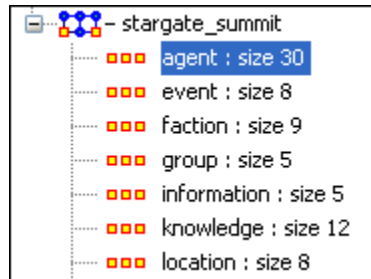 stargate_summit
agent : size 30
event : size 8
faction : size 9
group : size 5
information : size 5
knowledge : size 12
location : size 8